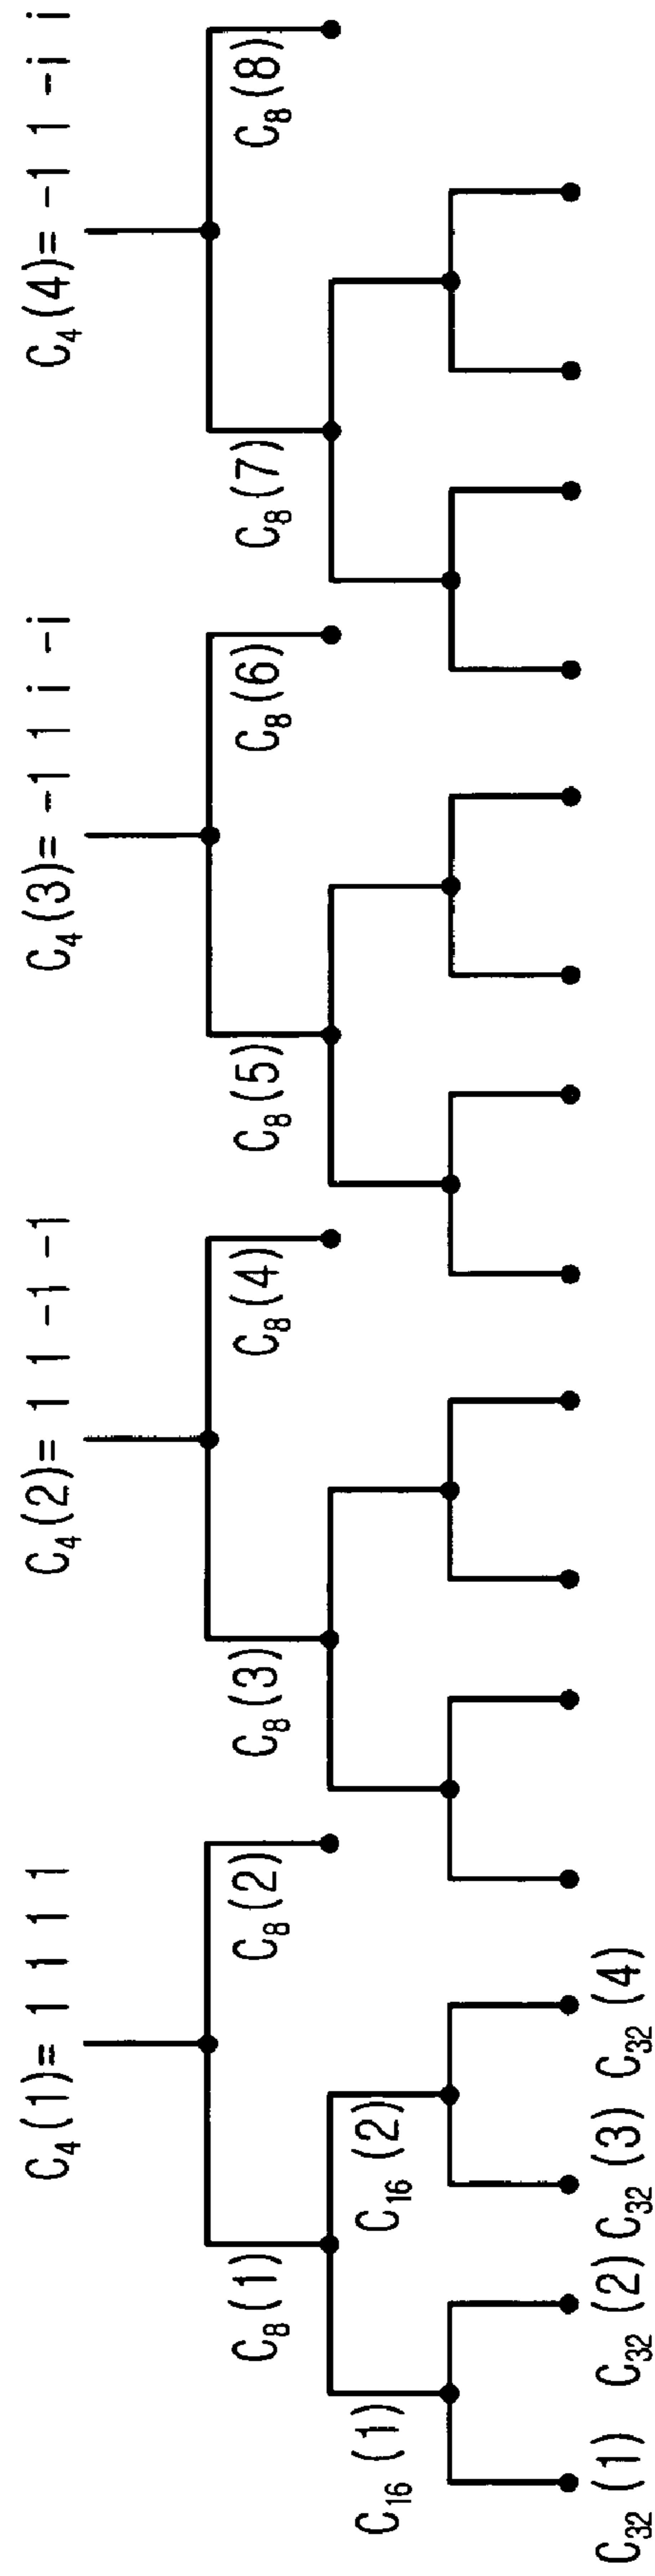 C₄(1)= 1 1 1 1
C₄(2)= 1 1 -1 -1
C₄(3)= -1 1 i -i
C₄(4)= -1 1 -i i
C₈(1)
C₈(2)
C₈(3)
C₈(4)
C₈(5)
C₈(6)
C₈(7)
C₈(8)
C₁₆(1)
C₁₆(2)
C₃₂(1)
C₃₂(2)
C₃₂(3)
C₃₂(4)